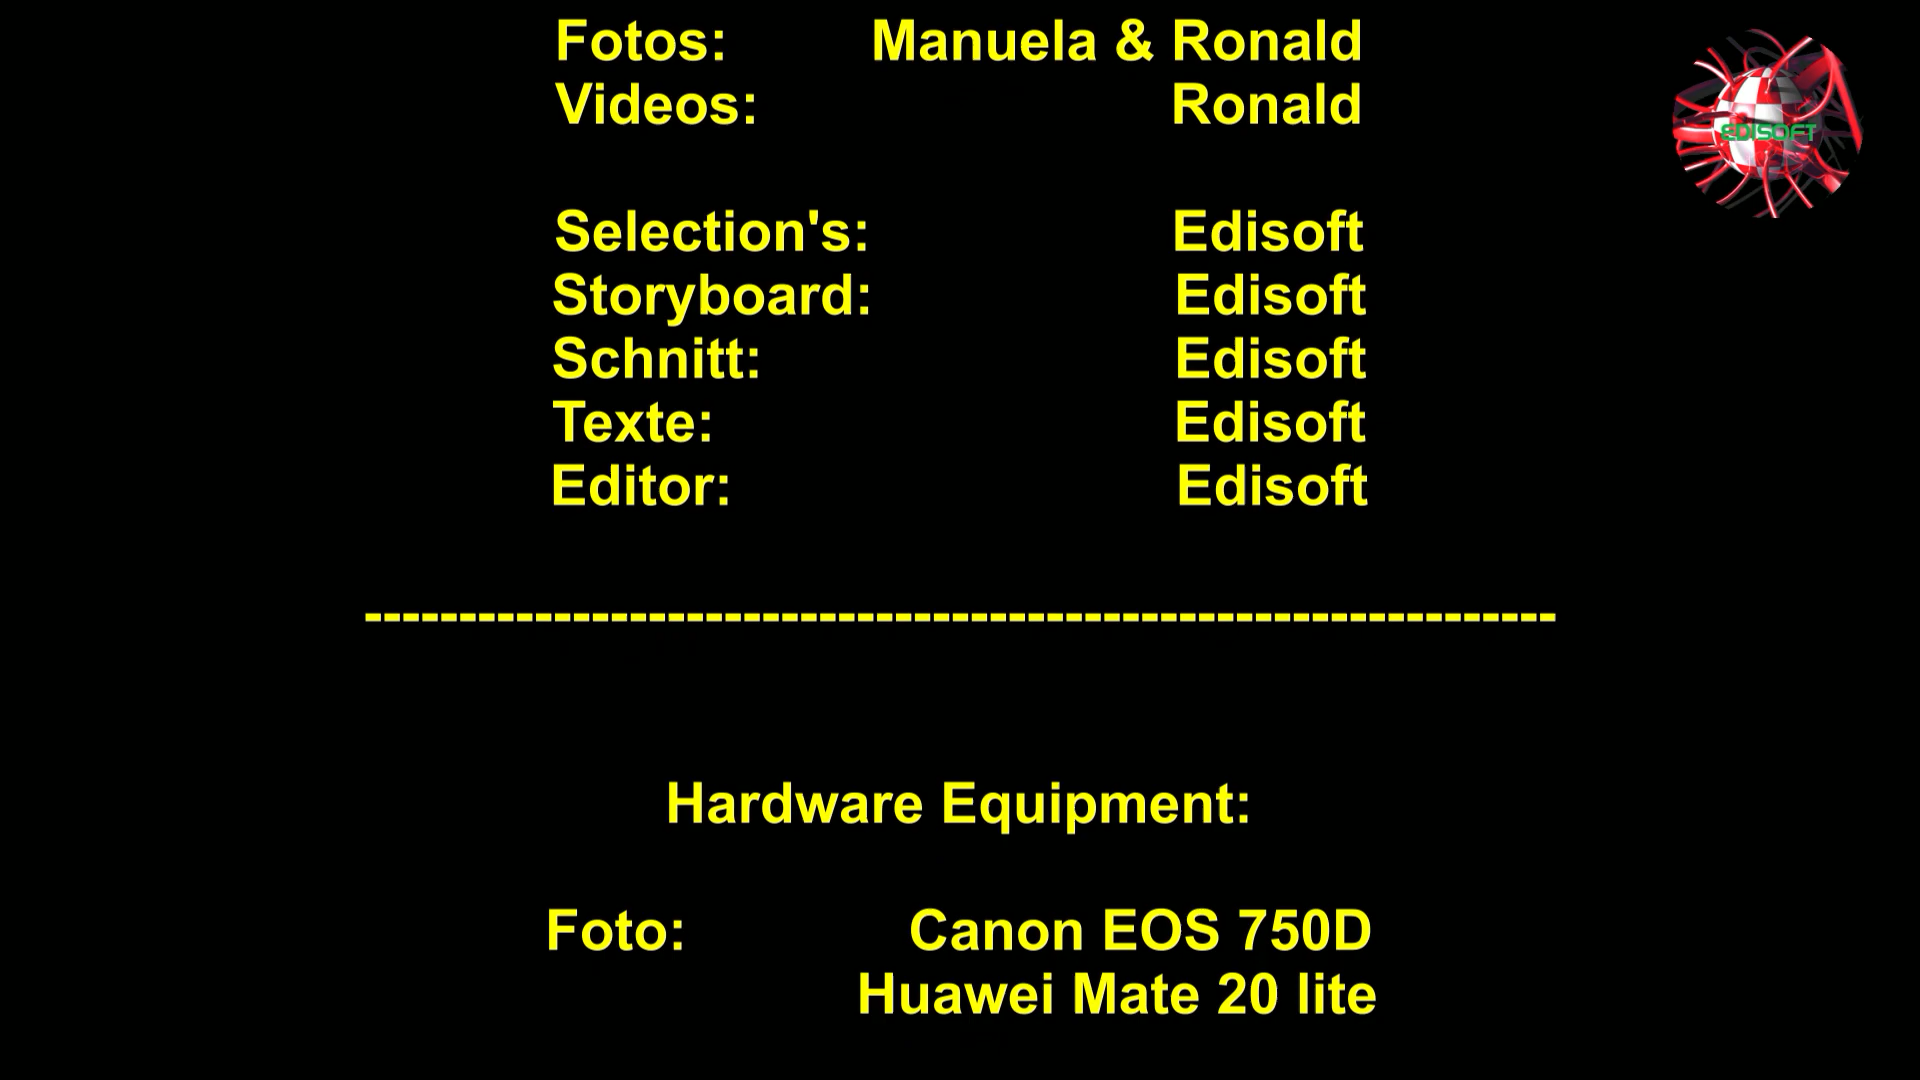 Fotos: Manuela & Ronald
Videos: Ronald
EDISOFT
Selection's: Edisoft
Storyboard: Edisoft
Schnitt: Edisoft
Texte: Edisoft
Editor: Edisoft
---------------------------------------------------------------
Hardware Equipment:
Foto: Canon EOS 750D
Huawei Mate 20 lite